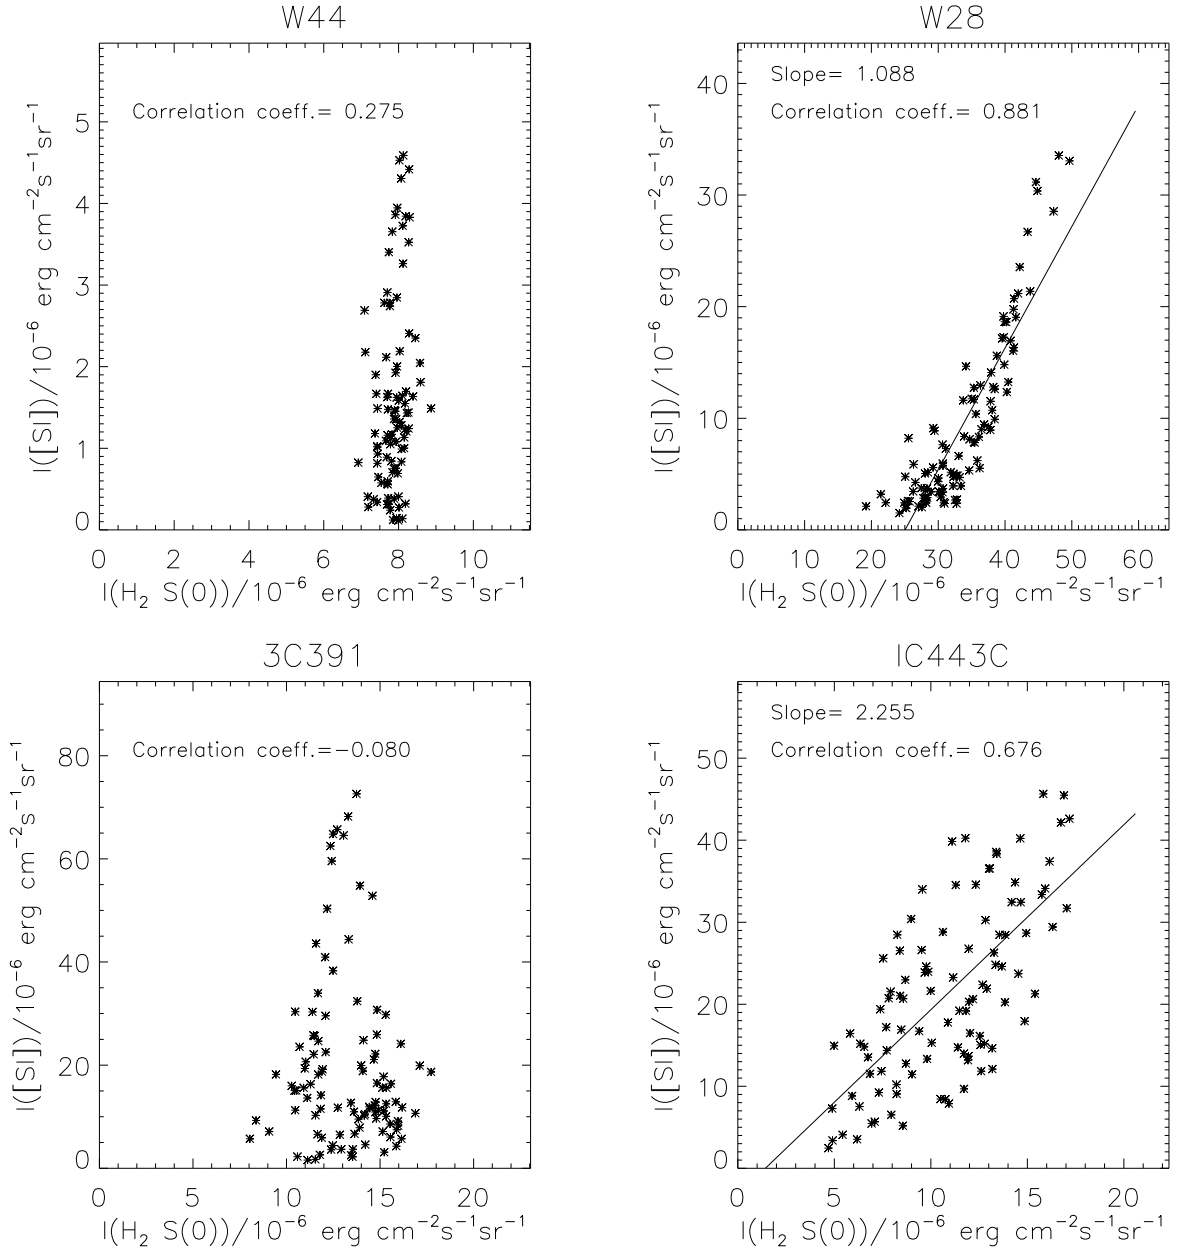 W44
Correlation coeff.= 0.275
I([SI])/10⁻⁶ erg cm⁻²s⁻¹sr⁻¹
5
4
3
2
1
0
0 2 4 6 8 10
I(H₂ S(0))/10⁻⁶ erg cm⁻²s⁻¹sr⁻¹
W28
Slope= 1.088
Correlation coeff.= 0.881
I([SI])/10⁻⁶ erg cm⁻²s⁻¹sr⁻¹
40
30
20
10
0
0 10 20 30 40 50 60
I(H₂ S(0))/10⁻⁶ erg cm⁻²s⁻¹sr⁻¹
3C391
Correlation coeff.=−0.080
I([SI])/10⁻⁶ erg cm⁻²s⁻¹sr⁻¹
80
60
40
20
0
0 5 10 15 20
I(H₂ S(0))/10⁻⁶ erg cm⁻²s⁻¹sr⁻¹
IC443C
Slope= 2.255
Correlation coeff.= 0.676
I([SI])/10⁻⁶ erg cm⁻²s⁻¹sr⁻¹
50
40
30
20
10
0
0 5 10 15 20
I(H₂ S(0))/10⁻⁶ erg cm⁻²s⁻¹sr⁻¹